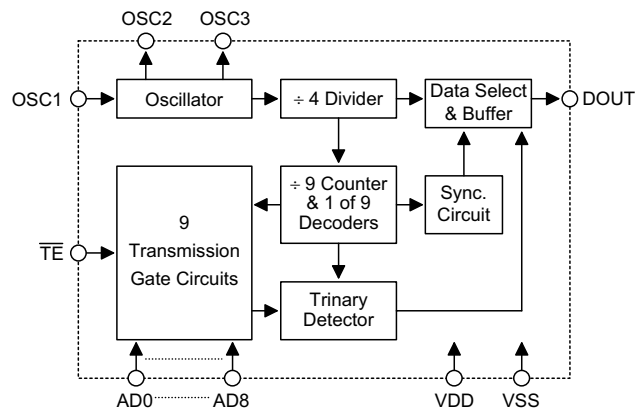 OSC2 OSC3
OSC1
Oscillator
÷ 4 Divider
Data Select
& Buffer
DOUT
9
Transmission
Gate Circuits
÷ 9 Counter
& 1 of 9
Decoders
Sync.
Circuit
T̅E̅
Trinary
Detector
AD0 AD8 VDD VSS